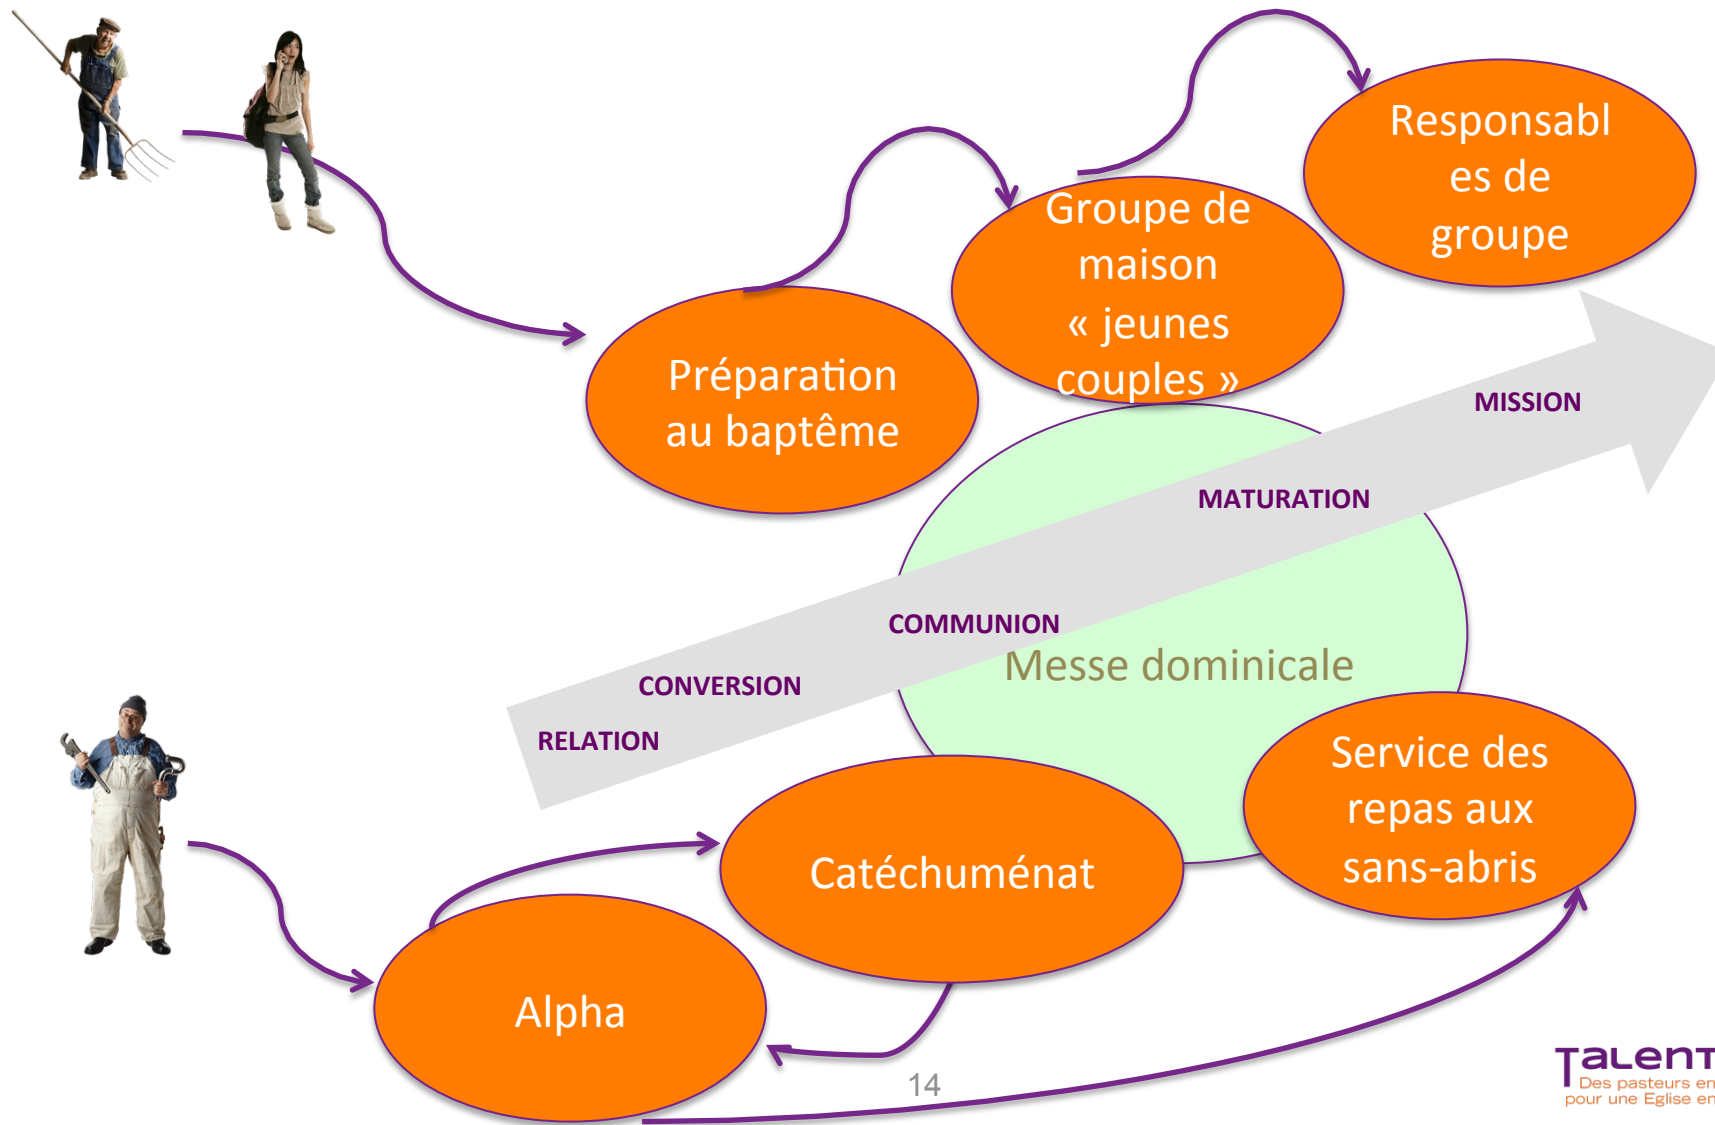 Responsabl
es de
groupe
Groupe de
maison
« jeunes
couples »
Préparation
au baptême
MISSION
MATURATION
COMMUNION
CONVERSION
RELATION
Messe dominicale
Service des
repas aux
sans-abris
Catéchuménat
Alpha
14
TaLenT
Des pasteurs en
pour une Eglise en